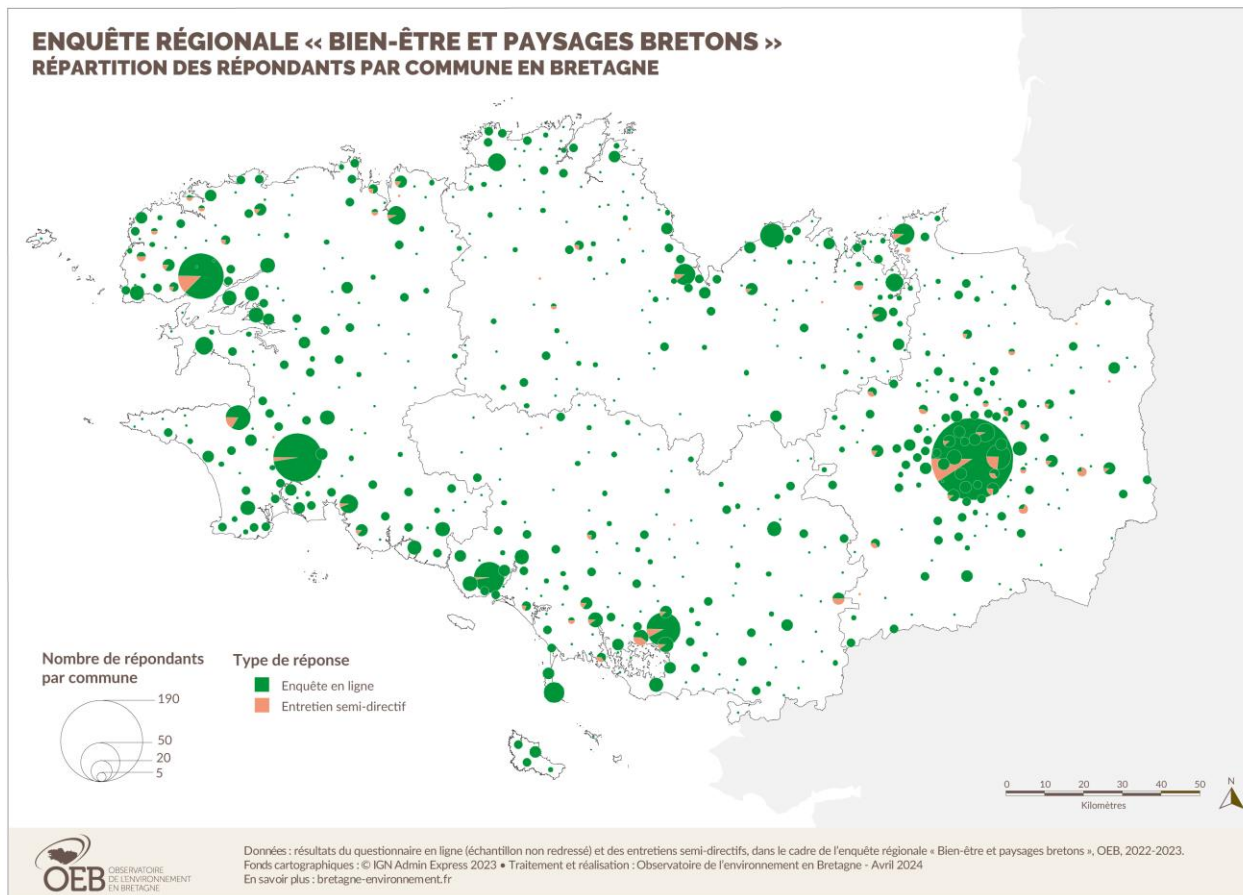 ENQUÊTE RÉGIONALE « BIEN-ÊTRE ET PAYSAGES BRETONS »
RÉPARTITION DES RÉPONDANTS PAR COMMUNE EN BRETAGNE
Nombre de répondants
par commune
190
50
20
5
Type de réponse
Enquête en ligne
Entretien semi-directif
0 10 20 30 40 50
Kilomètres
N
OEB
OBSERVATOIRE
DE L'ENVIRONNEMENT
EN BRETAGNE
Données : résultats du questionnaire en ligne (échantillon non redressé) et des entretiens semi-directifs, dans le cadre de l'enquête régionale « Bien-être et paysages bretons », OEB, 2022-2023.
Fonds cartographiques : © IGN Admin Express 2023 • Traitement et réalisation : Observatoire de l'environnement en Bretagne - Avril 2024
En savoir plus : bretagne-environnement.fr